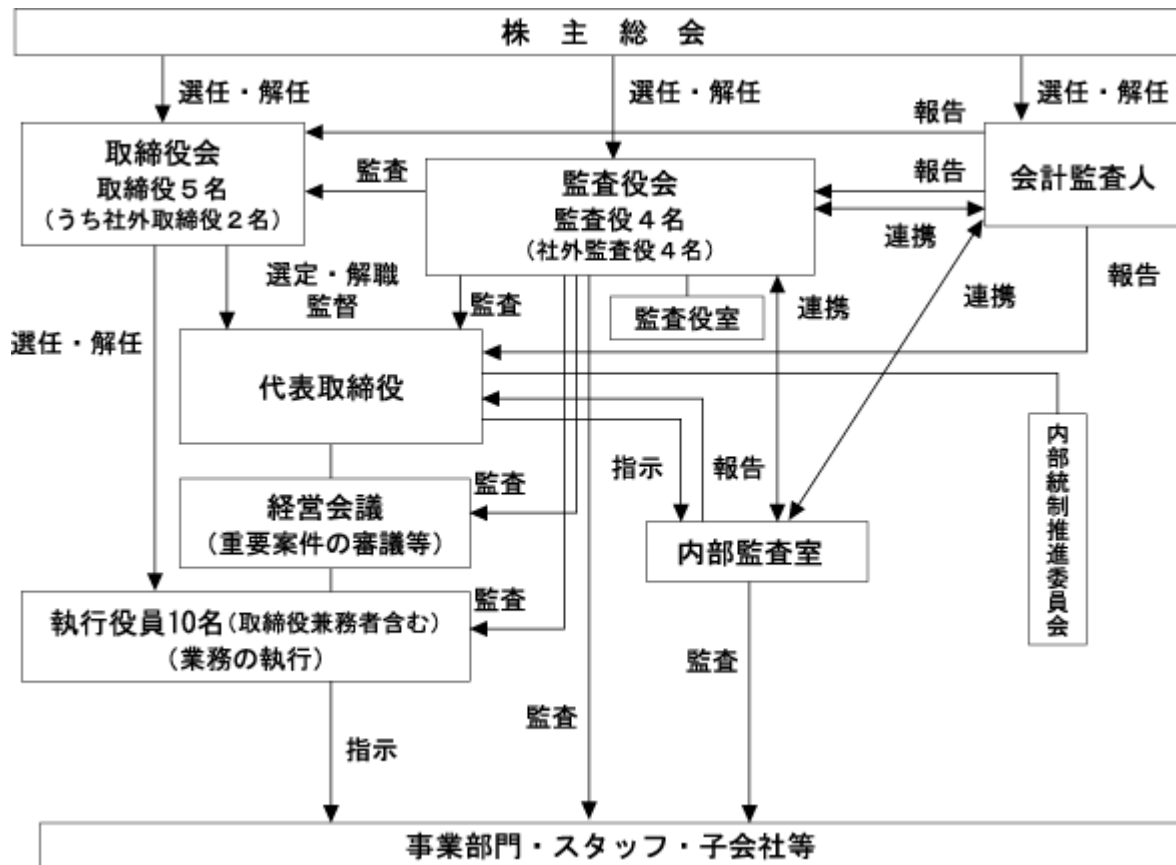 株主総会
選任・解任
選任・解任
選任・解任
報告
取締役会
取締役５名
（うち社外取締役２名）
監査
監査役会
監査役４名
（社外監査役４名）
報告
会計監査人
連携
選定・解職
監督
監査
監査役室
連携
連携
報告
選任・解任
代表取締役
指示
報告
内部統制推進委員会
経営会議
（重要案件の審議等）
監査
内部監査室
執行役員10名（取締役兼務者含む）
（業務の執行）
監査
監査
監査
指示
事業部門・スタッフ・子会社等